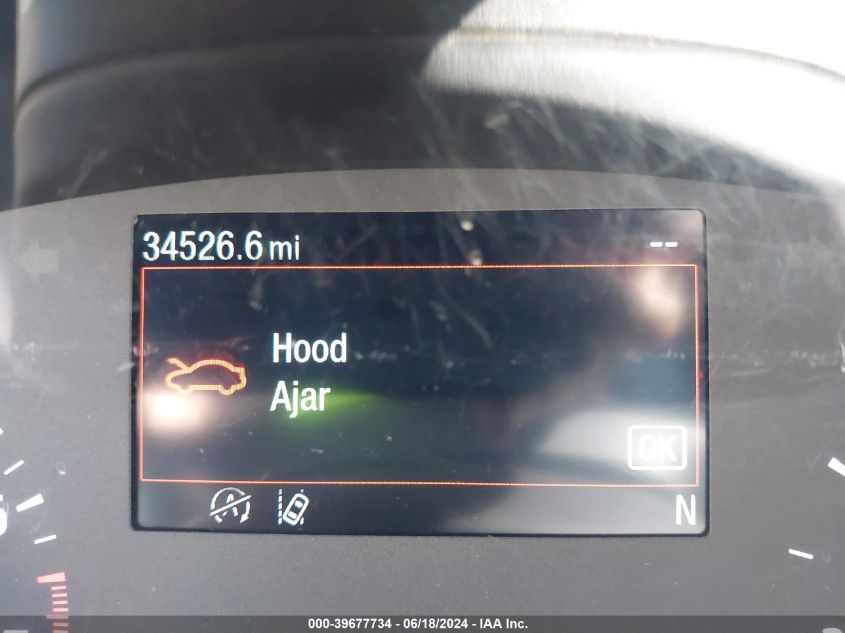 34526.6 mi --
Hood
Ajar
OK
N
000-39677734 - 06/18/2024 - IAA Inc.